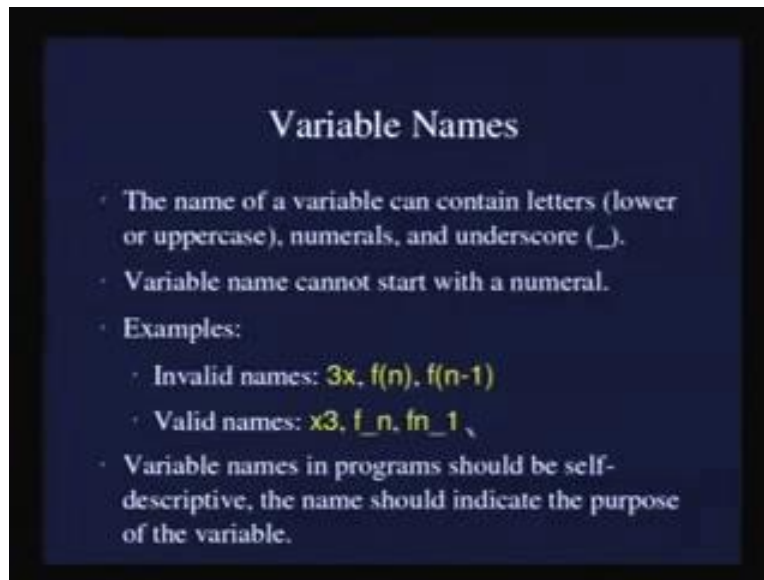 Variable Names
The name of a variable can contain letters (lower
or uppercase), numerals, and underscore (_).
Variable name cannot start with a numeral.
Examples:
Invalid names: 3x, f(n), f(n-1)
Valid names: x3, f_n, fn_1
Variable names in programs should be self-
descriptive, the name should indicate the purpose
of the variable.